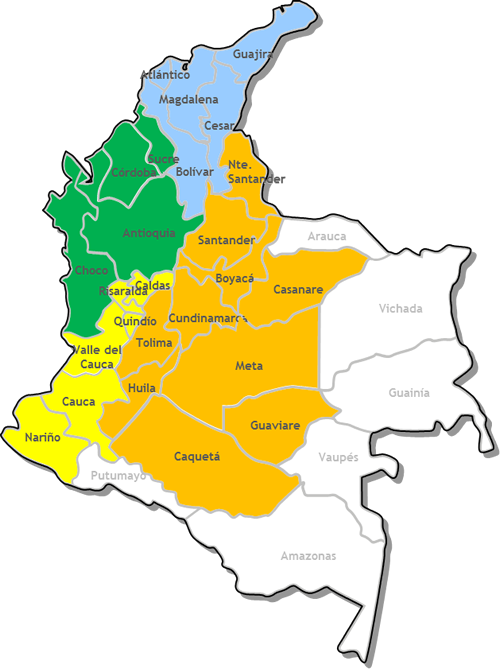 Guajira
Atlántico
Magdalena
Cesar
Sucre
Nte.
Santander
Córdoba
Bolívar
Antioquia
Santander
Arauca
Choco
Boyacá
Risaralda
Caldas
Casanare
Vichada
Quindío
Cundinamarca
Tolima
Valle del
Cauca
Meta
Huila
Guainía
Cauca
Guaviare
Nariño
Caquetá
Vaupés
Putumayo
Amazonas